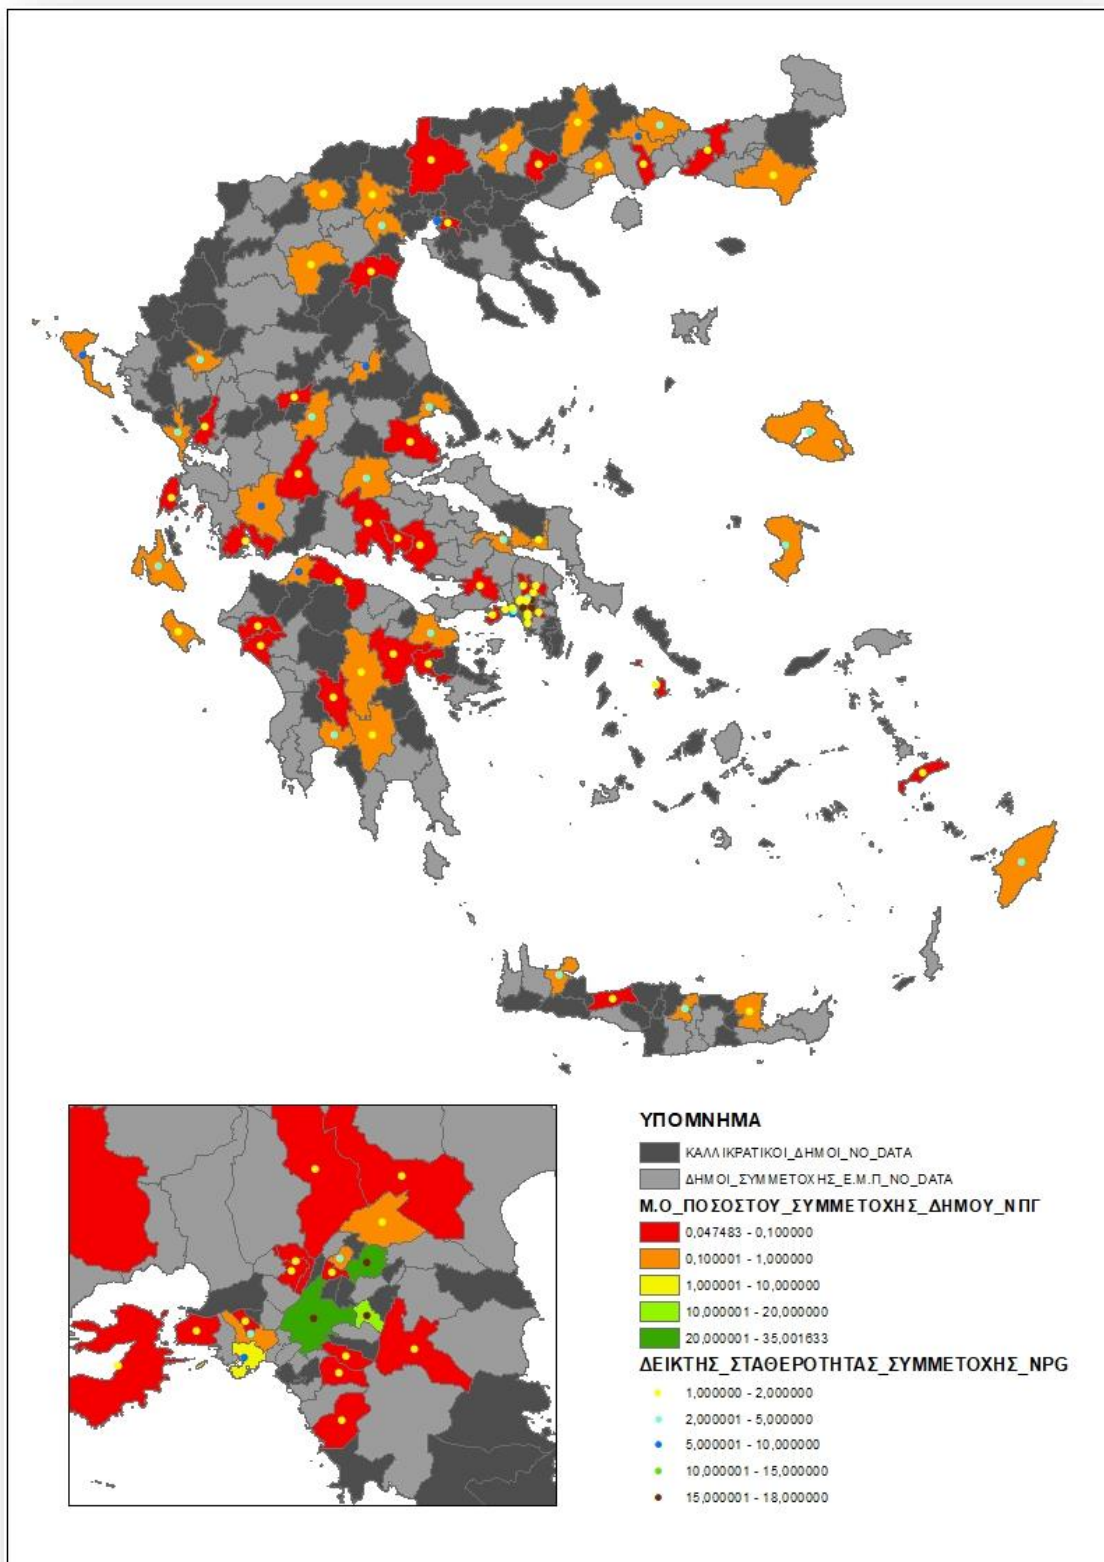 ΥΠΟΜΝΗΜΑ
ΚΑΛΛΙΚΡΑΤΙΚΟΙ_ΔΗΜΟΙ_NO_DATA
ΔΗΜΟΙ_ΣΥΜΜΕΤΟΧΗΣ_Ε.Μ.Π_NO_DATA
Μ.Ο_ΠΟΣΟΣΤΟΥ_ΣΥΜΜΕΤΟΧΗΣ_ΔΗΜΟΥ_ΝΠΓ
0,047483 - 0,100000
0,100001 - 1,000000
1,000001 - 10,000000
10,000001 - 20,000000
20,000001 - 35,001633
ΔΕΙΚΤΗΣ_ΣΤΑΘΕΡΟΤΗΤΑΣ_ΣΥΜΜΕΤΟΧΗΣ_NPG
1,000000 - 2,000000
2,000001 - 5,000000
5,000001 - 10,000000
10,000001 - 15,000000
15,000001 - 18,000000